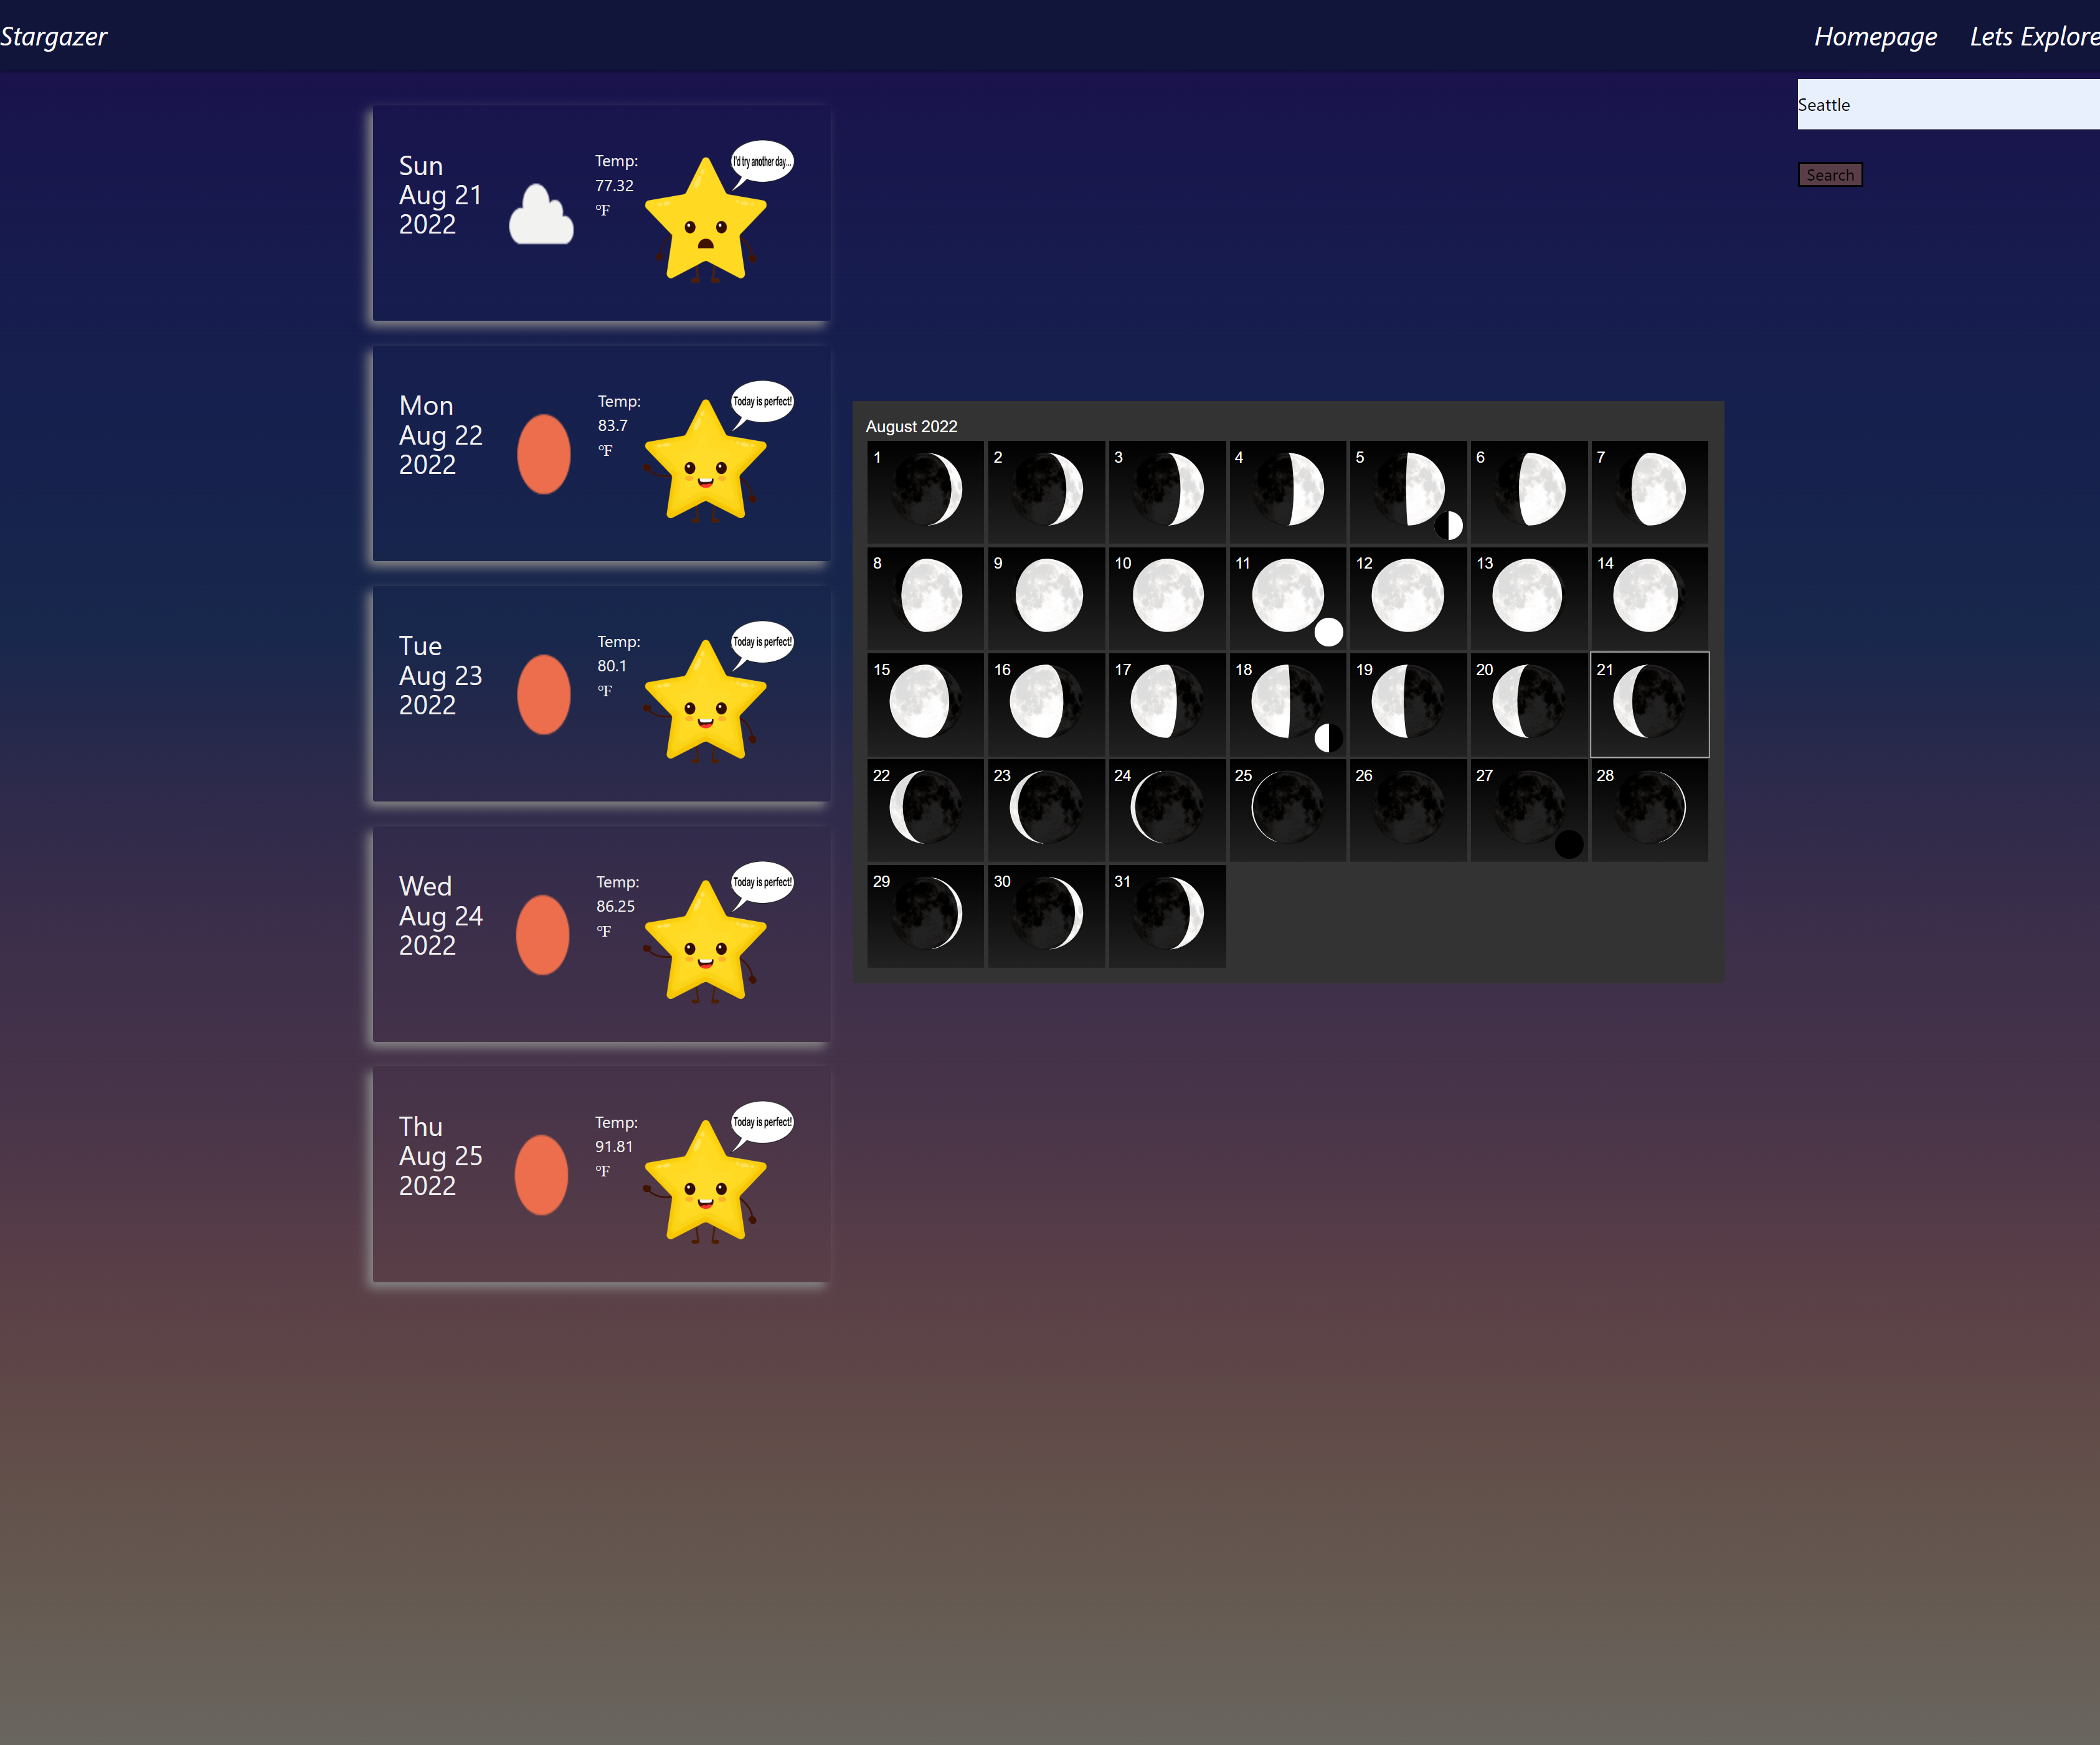 Stargazer
Homepage
Lets Explore
Seattle
Search
Sun
Aug 21
2022
Temp:
77.32
°F
I'd try another day...
Mon
Aug 22
2022
Temp:
83.7
°F
Today is perfect!
Tue
Aug 23
2022
Temp:
80.1
°F
Today is perfect!
Wed
Aug 24
2022
Temp:
86.25
°F
Today is perfect!
Thu
Aug 25
2022
Temp:
91.81
°F
Today is perfect!
August 2022
1 2 3 4 5 6 7
8 9 10 11 12 13 14
15 16 17 18 19 20 21
22 23 24 25 26 27 28
29 30 31